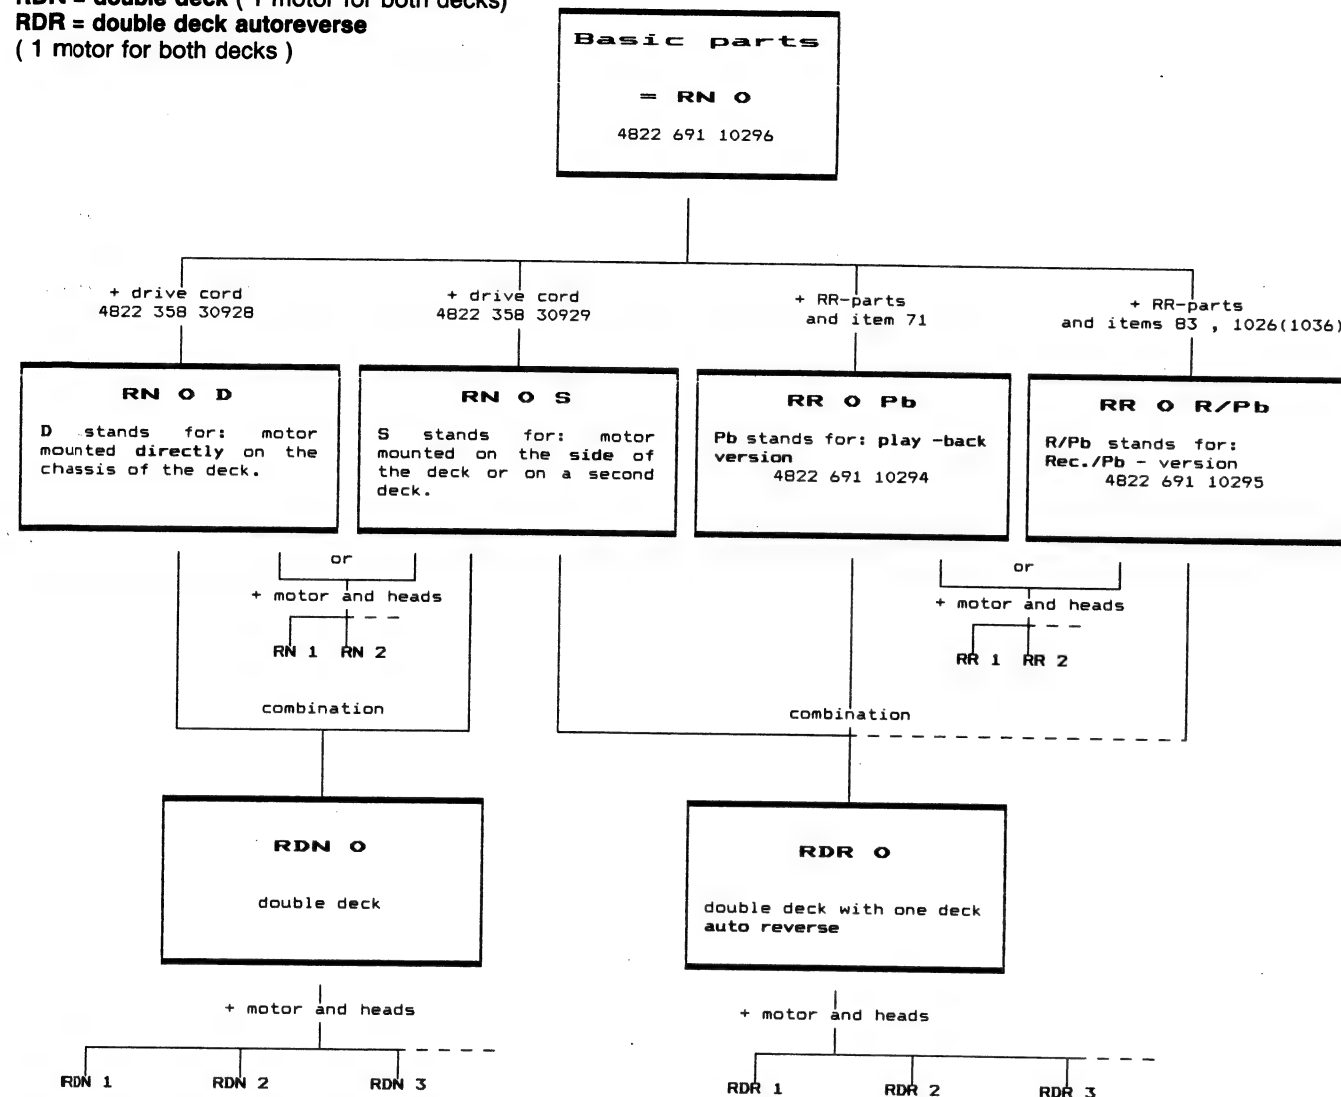 RDN = double deck ( 1 motor for both decks)
RDR = double deck autoreverse
( 1 motor for both decks )
Basic parts
= RN O
4822 691 10296
+ drive cord
4822 358 30928
+ drive cord
4822 358 30929
+ RR-parts
and item 71
+ RR-parts
and items 83 , 1026(1036)
RN O D
D stands for: motor
mounted directly on the
chassis of the deck.
RN O S
S stands for: motor
mounted on the side of
the deck or on a second
deck.
RR O Pb
Pb stands for: play -back
version
4822 691 10294
RR O R/Pb
R/Pb stands for:
Rec./Pb - version
4822 691 10295
or
+ motor and heads
RN 1 RN 2
or
+ motor and heads
RR 1 RR 2
combination
combination
RDN O
double deck
RDR O
double deck with one deck
auto reverse
+ motor and heads
RDN 1 RDN 2 RDN 3
+ motor and heads
RDR 1 RDR 2 RDR 3